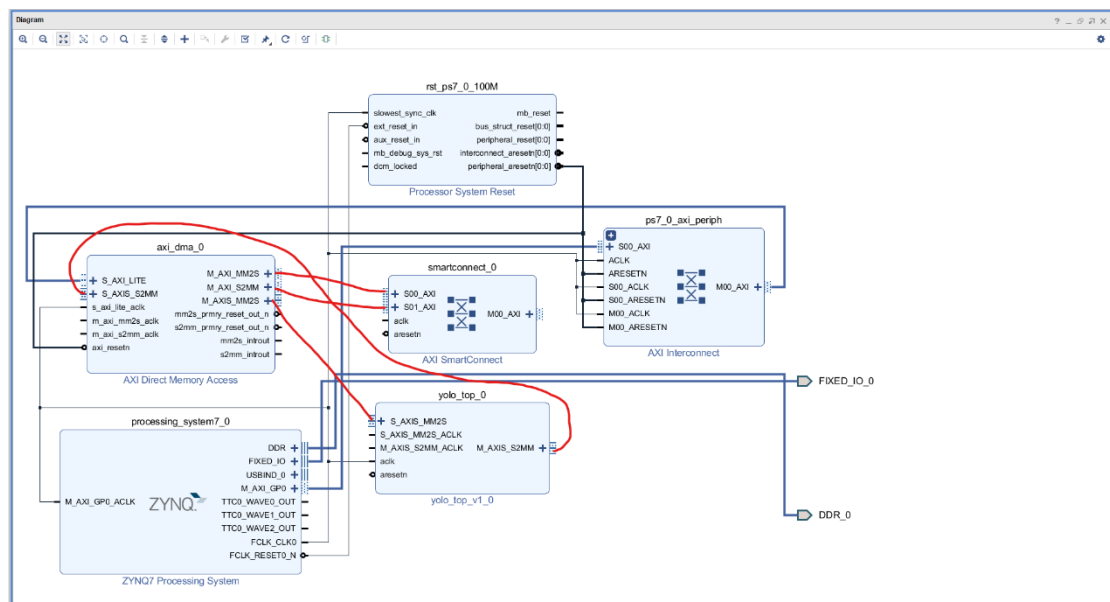 Diagram
rst_ps7_0_100M
slowest_sync_clk
mb_reset
ext_reset_in
bus_struct_reset[0:0]
aux_reset_in
peripheral_reset[0:0]
mb_debug_sys_rst
interconnect_aresetn[0:0]
dcm_locked
peripheral_aresetn[0:0]
Processor System Reset
ps7_0_axi_periph
S00_AXI
ACLK
ARESETN
S00_ACLK
S00_ARESETN
M00_ACLK
M00_ARESETN
M00_AXI
AXI Interconnect
axi_dma_0
S_AXI_LITE
S_AXIS_S2MM
s_axi_lite_aclk
m_axi_mm2s_aclk
m_axi_s2mm_aclk
axi_resetn
M_AXI_MM2S
M_AXI_S2MM
M_AXIS_MM2S
mm2s_prmry_reset_out_n
s2mm_prmry_reset_out_n
mm2s_introut
s2mm_introut
AXI Direct Memory Access
smartconnect_0
S00_AXI
S01_AXI
aclk
aresetn
M00_AXI
AXI SmartConnect
FIXED_IO_0
yolo_top_0
S_AXIS_MM2S
S_AXIS_MM2S_ACLK
M_AXIS_S2MM_ACLK
aclk
aresetn
M_AXIS_S2MM
yolo_top_v1_0
processing_system7_0
M_AXI_GP0_ACLK
ZYNQ
DDR
FIXED_IO
USBIND_0
M_AXI_GP0
TTC0_WAVE0_OUT
TTC0_WAVE1_OUT
TTC0_WAVE2_OUT
FCLK_CLK0
FCLK_RESET0_N
ZYNQ7 Processing System
DDR_0